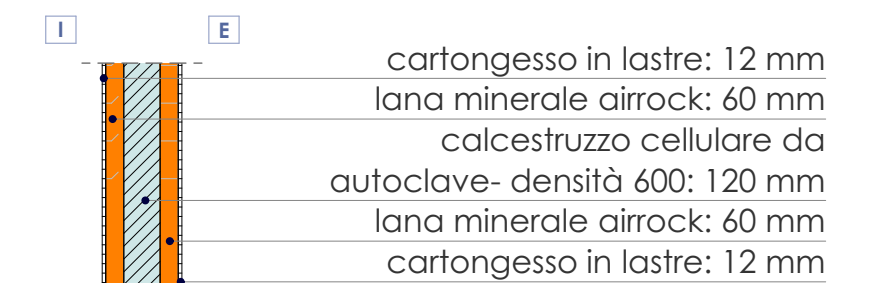 I E
cartongesso in lastre: 12 mm
lana minerale airrock: 60 mm
calcestruzzo cellulare da
autoclave- densità 600: 120 mm
lana minerale airrock: 60 mm
cartongesso in lastre: 12 mm